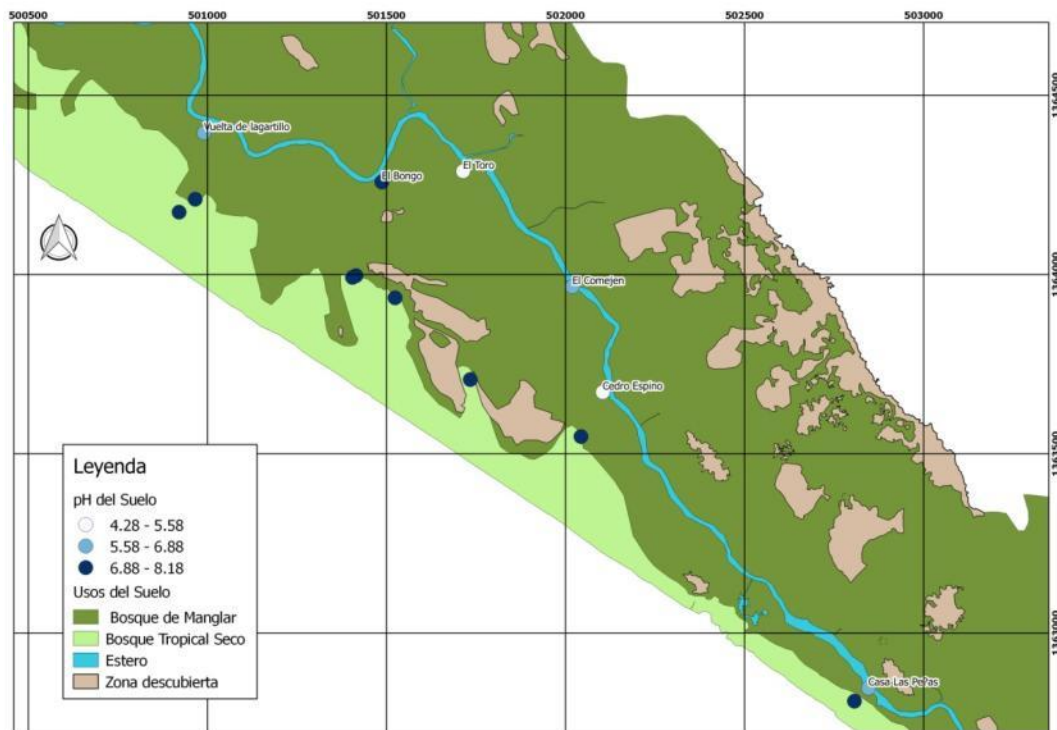 500500 501000 501500 502000 502500 503000
1364500
Vuelta de lagartillo
El Toro
El Bongo
1364000
El Comejen
Cedro Espino
1363500
Leyenda
pH del Suelo
4.28 - 5.58
5.58 - 6.88
6.88 - 8.18
Usos del Suelo
Bosque de Manglar
Bosque Tropical Seco
Estero
Zona descubierta
1363000
Casa Las Peñas